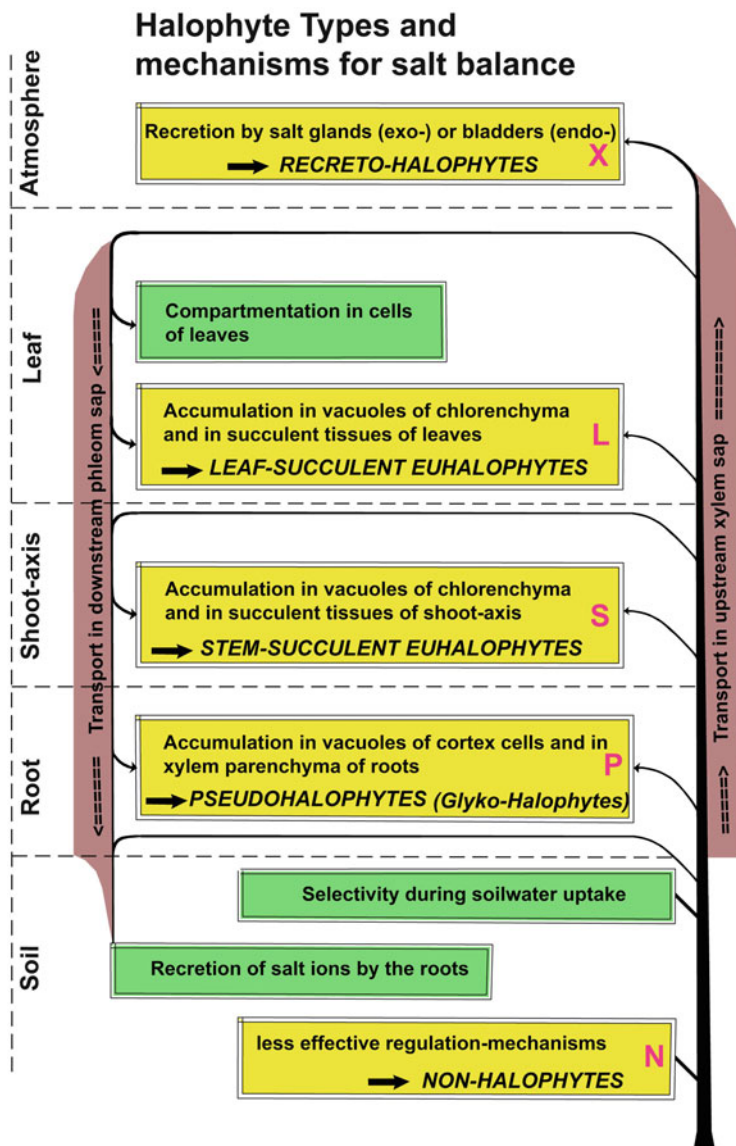 Halophyte Types and
mechanisms for salt balance
Atmosphere
Recretion by salt glands (exo-) or bladders (endo-)
X
RECRETO-HALOPHYTES
Leaf
Compartmentation in cells
of leaves
Accumulation in vacuoles of chlorenchyma
and in succulent tissues of leaves
L
LEAF-SUCCULENT EUHALOPHYTES
Shoot-axis
Accumulation in vacuoles of chlorenchyma
and in succulent tissues of shoot-axis
S
STEM-SUCCULENT EUHALOPHYTES
Root
Accumulation in vacuoles of cortex cells and in
xylem parenchyma of roots
P
PSEUDOHALOPHYTES (Glyko-Halophytes)
Soil
Selectivity during soilwater uptake
Recretion of salt ions by the roots
less effective regulation-mechanisms
N
NON-HALOPHYTES
<====== Transport in downstream phleom sap <=====
=====> Transport in upstream xylem sap ========>